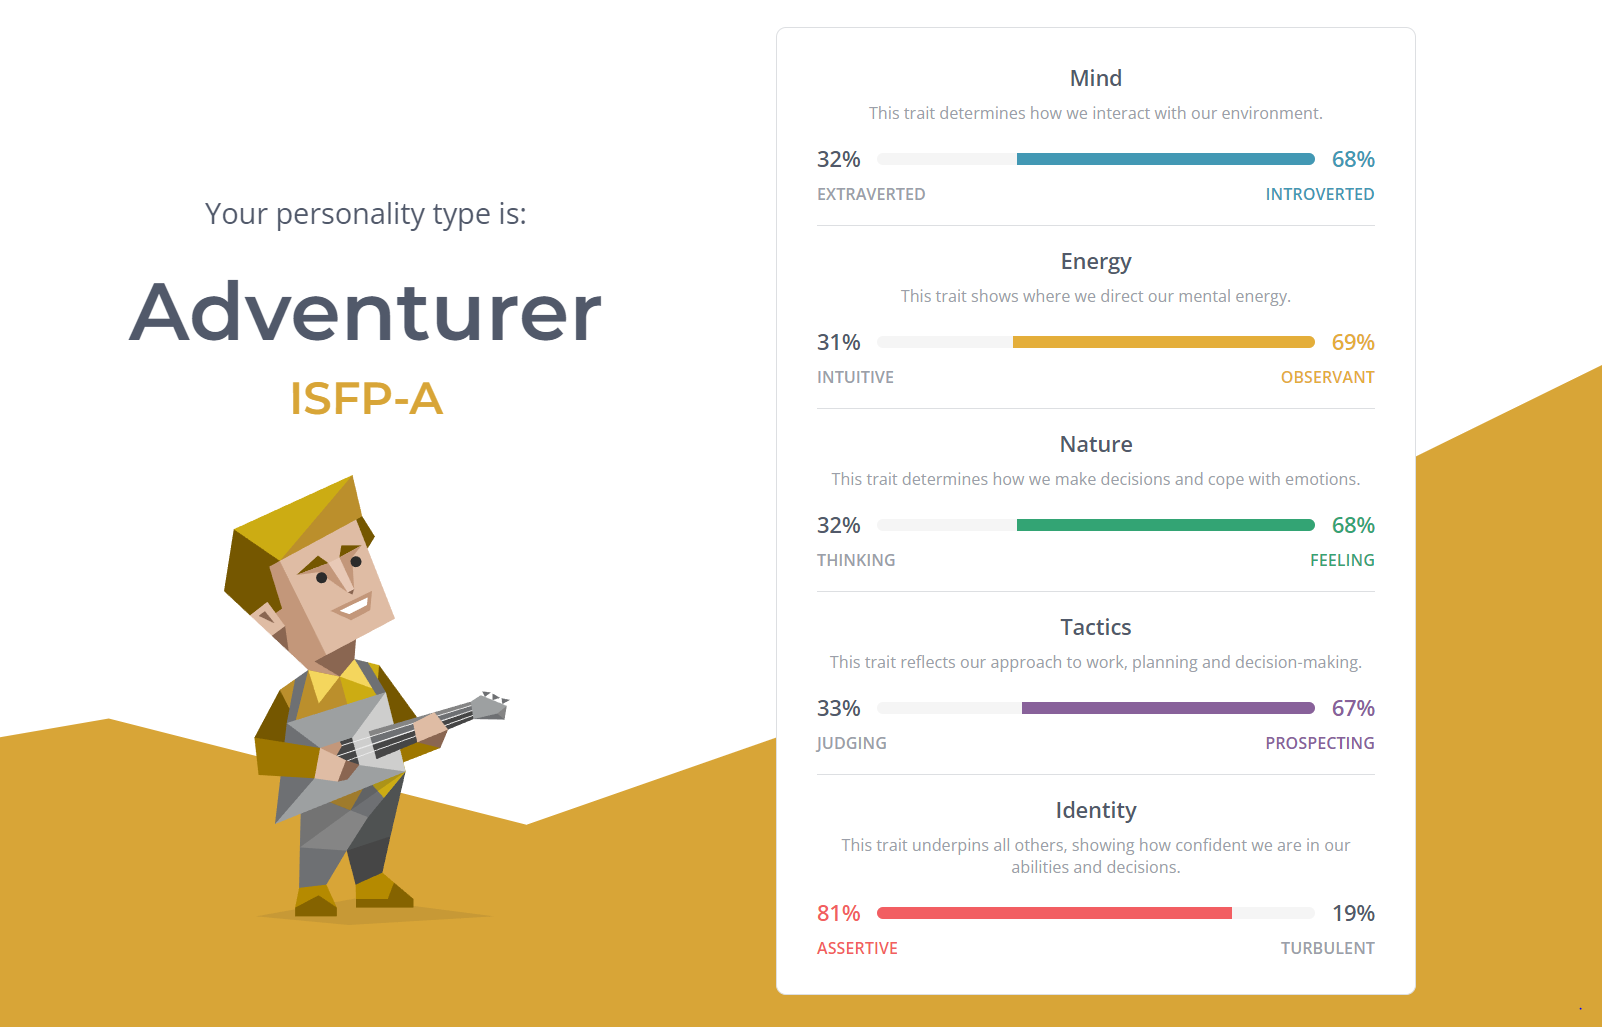 Your personality type is:
Adventurer
ISFP-A
Mind
This trait determines how we interact with our environment.
32% 68%
EXTRAVERTED INTROVERTED
Energy
This trait shows where we direct our mental energy.
31% 69%
INTUITIVE OBSERVANT
Nature
This trait determines how we make decisions and cope with emotions.
32% 68%
THINKING FEELING
Tactics
This trait reflects our approach to work, planning and decision-making.
33% 67%
JUDGING PROSPECTING
Identity
This trait underpins all others, showing how confident we are in our
abilities and decisions.
81% 19%
ASSERTIVE TURBULENT